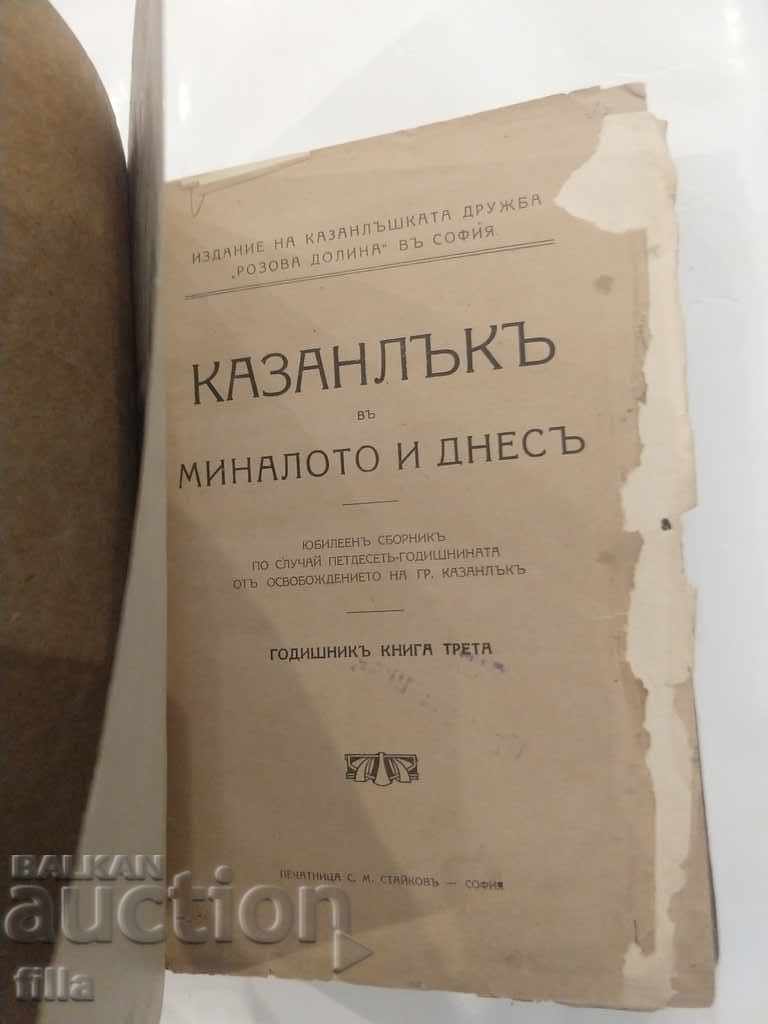 ИЗДАНИЕ НА КАЗАНЛЪШКАТА ДРУЖБА
„РОЗОВА ДОЛИНА" ВЪ СОФИЯ.
КАЗАНЛЪКЪ
ВЪ
МИНАЛОТО И ДНЕСЪ
ЮБИЛЕЕНЪ СБОРНИКЪ
ПО СЛУЧАЙ ПЕТДЕСЕТЬ-ГОДИШНИНАТА
ОТЪ ОСВОБОЖДЕНИЕТО НА ГР. КАЗАНЛЪКЪ
ГОДИШНИКЪ КНИГА ТРЕТА
ПЕЧАТНИЦА С. М. СТАЙКОВЪ — СОФИЯ
BALKAN
auction
filla